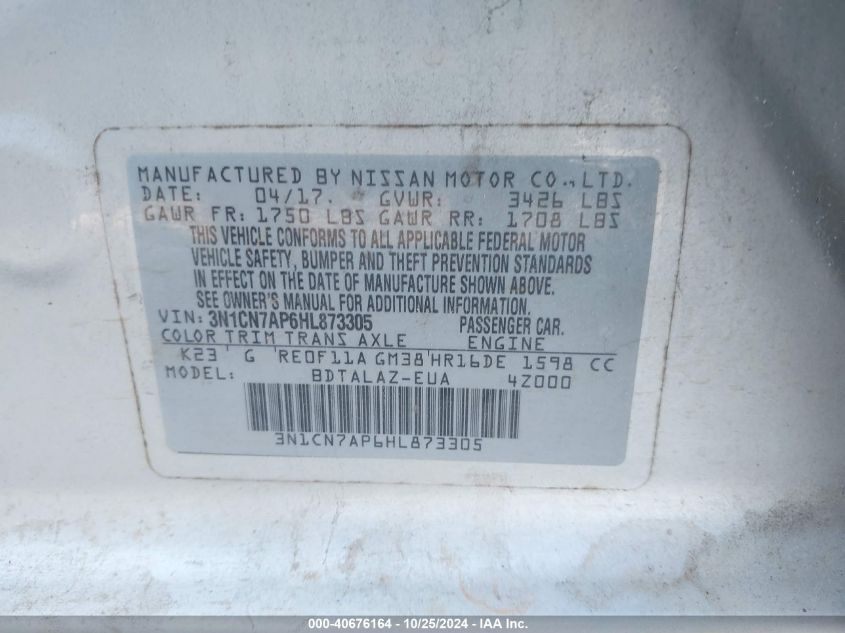 MANUFACTURED BY NISSAN MOTOR CO., LTD.
DATE: 04/17. GVWR: 3426 LBS
GAWR FR: 1750 LBS GAWR RR: 1708 LBS
THIS VEHICLE CONFORMS TO ALL APPLICABLE FEDERAL MOTOR
VEHICLE SAFETY, BUMPER AND THEFT PREVENTION STANDARDS
IN EFFECT ON THE DATE OF MANUFACTURE SHOWN ABOVE.
SEE OWNER'S MANUAL FOR ADDITIONAL INFORMATION.
VIN: 3N1CN7AP6HL873305 PASSENGER CAR.
COLOR TRIM TRANS AXLE ENGINE
K23 G RE0F11A GM38 HR16DE 1598 CC
MODEL: BDTALAZ-EUA 4Z000
3N1CN7AP6HL873305
000-40676164 - 10/25/2024 - IAA, Inc.